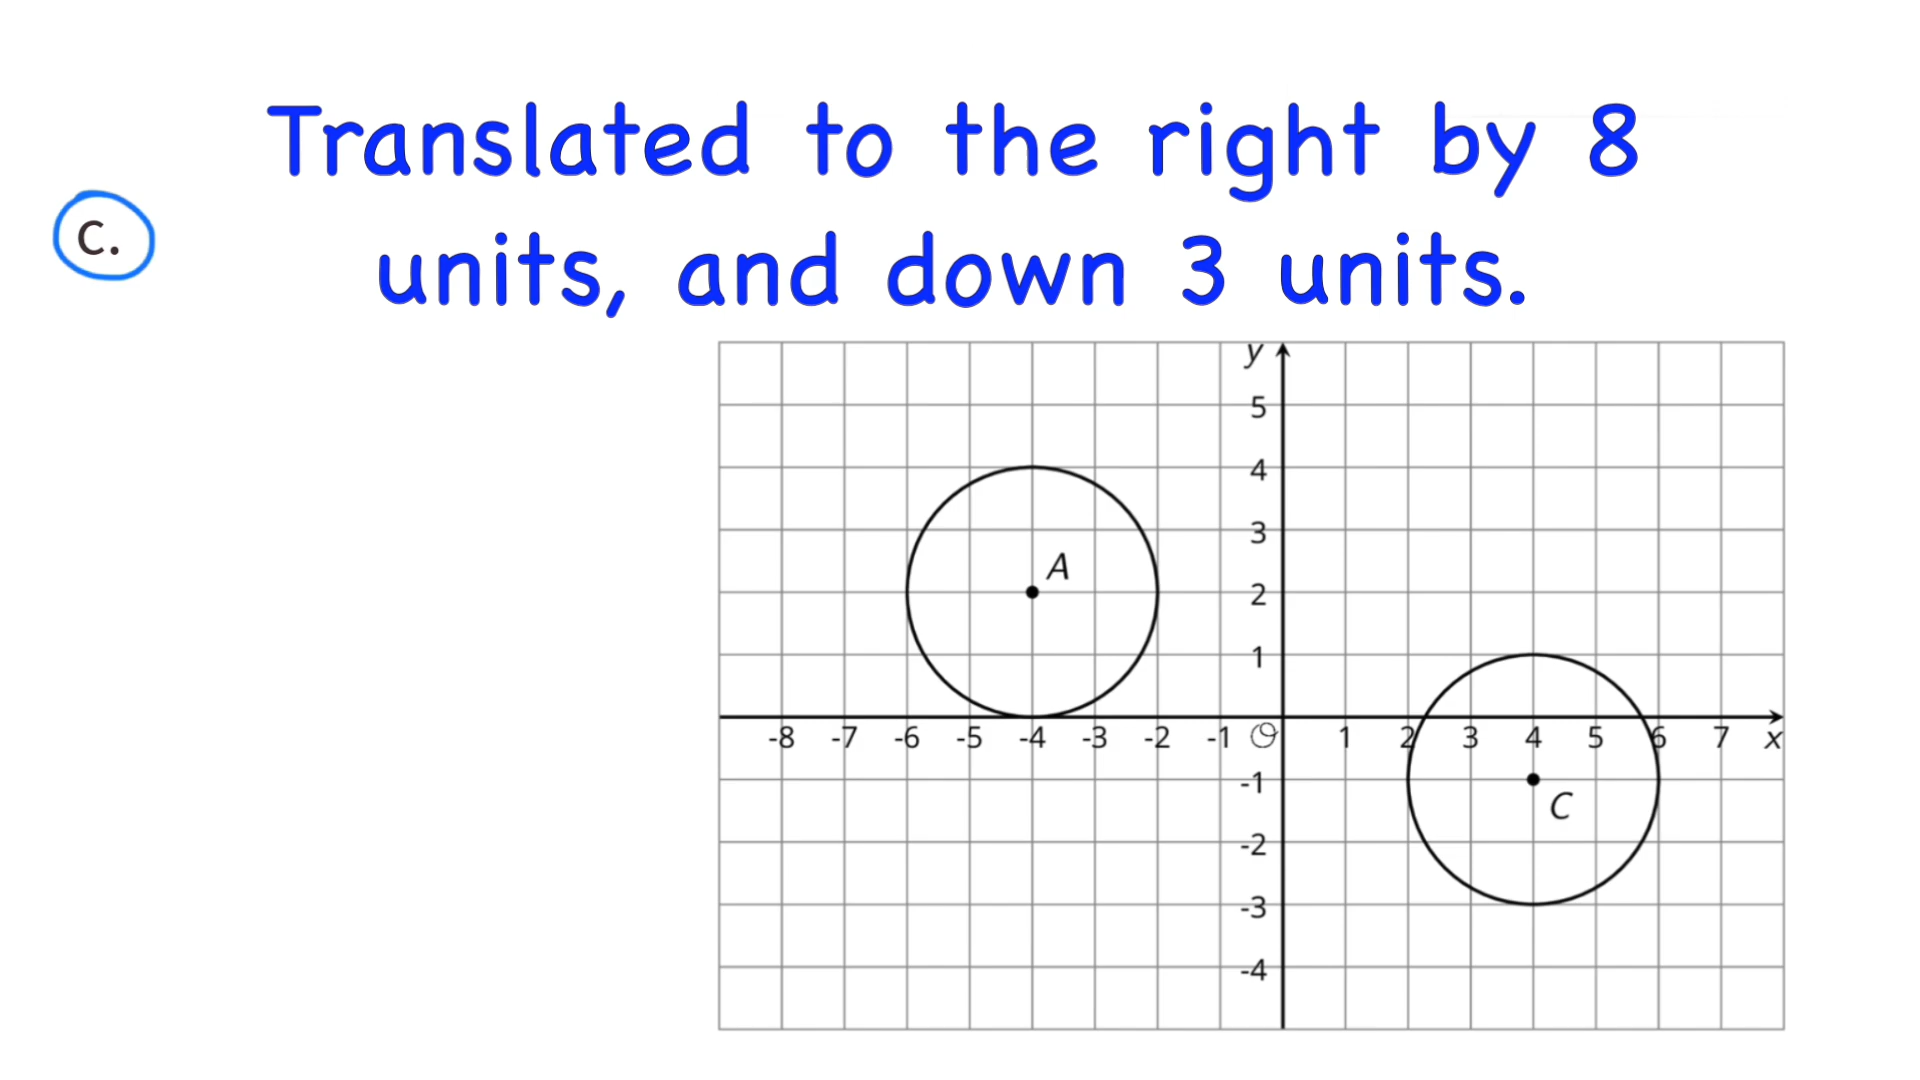 Translated to the right by 8
c.
units, and down 3 units.
y
5
4
A
3
2
1
-8 -7 -6 -5 -4 -3 -2 -1 O 1 2 3 4 5 6 7 x
-1
C
-2
-3
-4